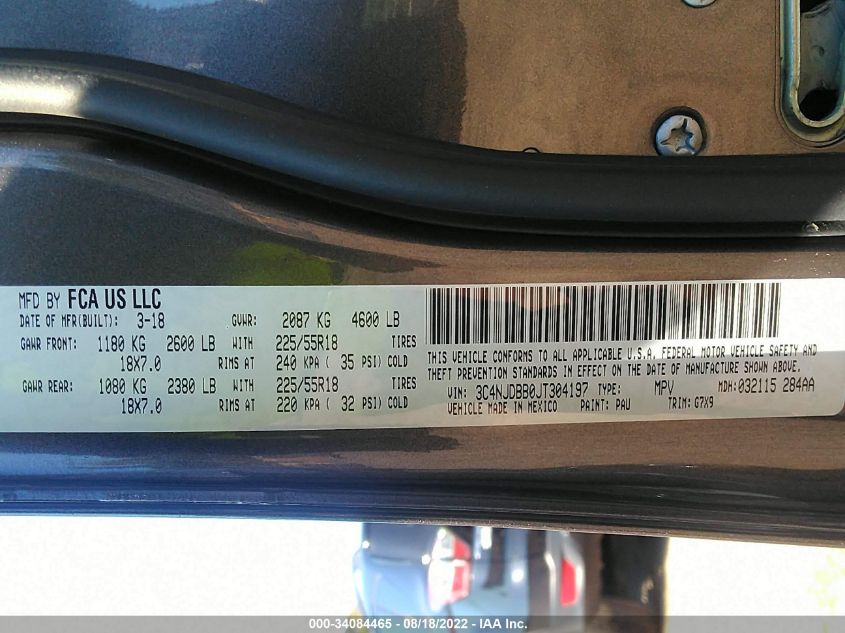 MFD BY FCA US LLC
DATE OF MFR(BUILT): 3-18 GVWR: 2087 KG 4600 LB
GAWR FRONT: 1180 KG 2600 LB WITH 225/55R18 TIRES
18X7.0 RIMS AT 240 KPA ( 35 PSI) COLD
GAWR REAR: 1080 KG 2380 LB WITH 225/55R18 TIRES
18X7.0 RIMS AT 220 KPA ( 32 PSI) COLD
THIS VEHICLE CONFORMS TO ALL APPLICABLE U.S.A. FEDERAL MOTOR VEHICLE SAFETY AND
THEFT PREVENTION STANDARDS IN EFFECT ON THE DATE OF MANUFACTURE SHOWN ABOVE.
VIN: 3C4NJDBB0JT304197 TYPE: MPV MDH:032115 284AA
VEHICLE MADE IN MEXICO PAINT: PAU TRIM: G7X9
000-34084465 - 08/18/2022 - IAA Inc.